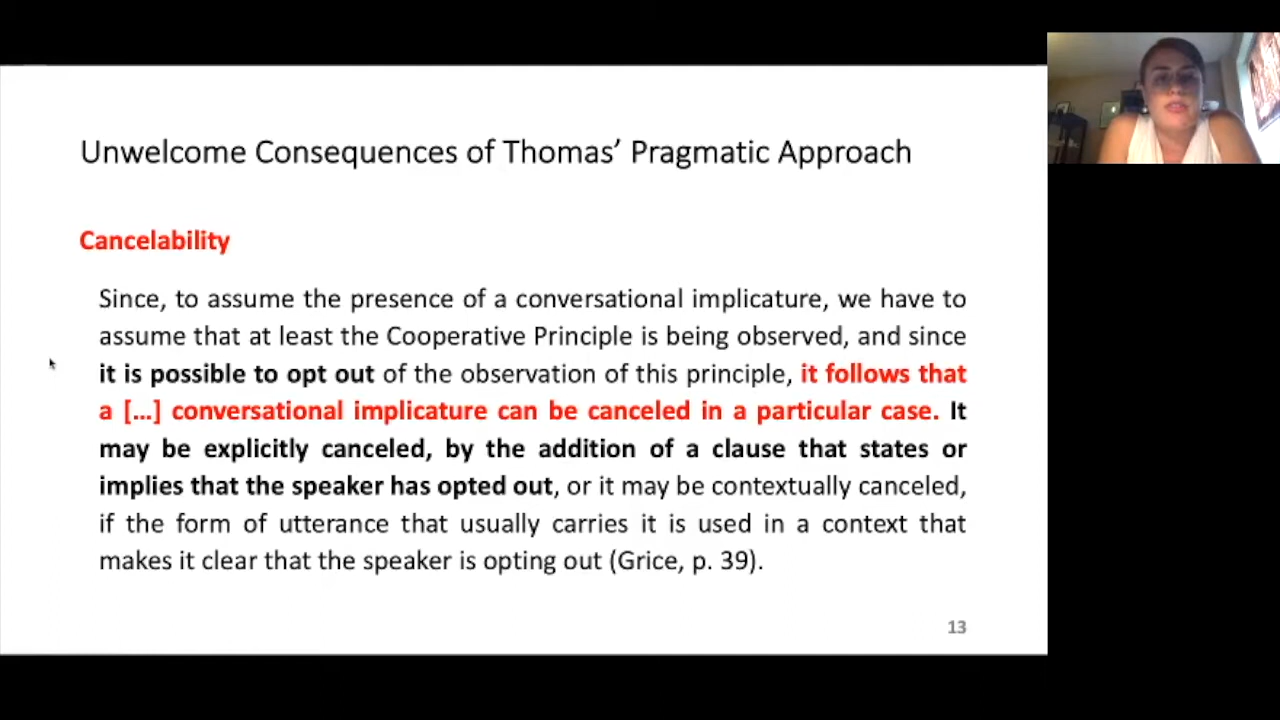 Unwelcome Consequences of Thomas’ Pragmatic Approach
Cancelability
Since, to assume the presence of a conversational implicature, we have to
assume that at least the Cooperative Principle is being observed, and since
it is possible to opt out of the observation of this principle, it follows that
a […] conversational implicature can be canceled in a particular case. It
may be explicitly canceled, by the addition of a clause that states or
implies that the speaker has opted out, or it may be contextually canceled,
if the form of utterance that usually carries it is used in a context that
makes it clear that the speaker is opting out (Grice, p. 39).
13